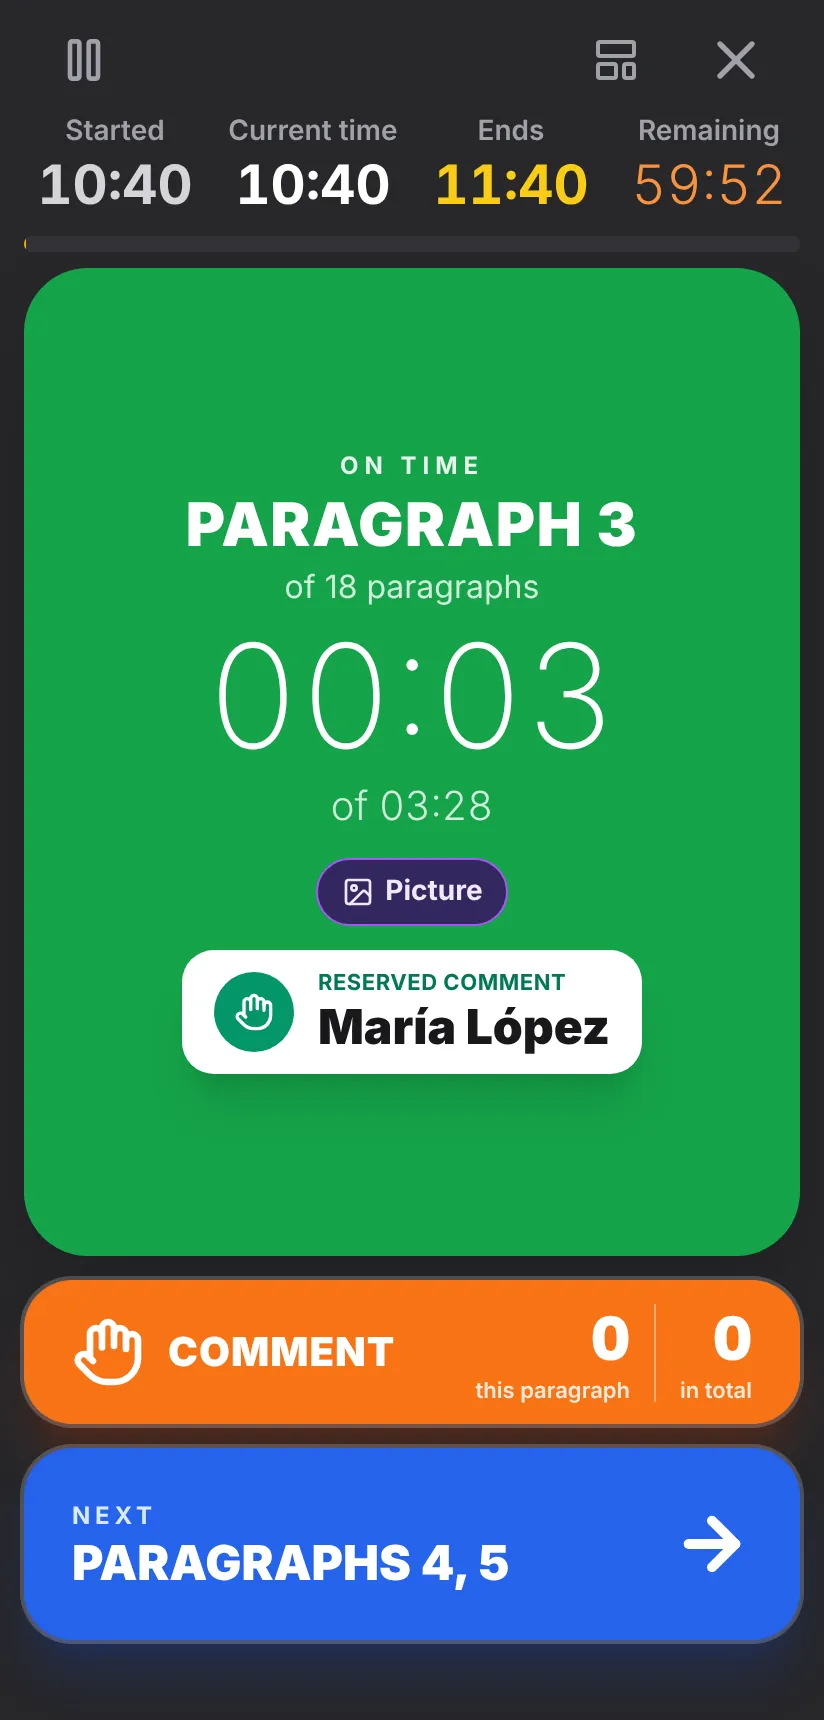 Started Current time Ends Remaining
10:40 10:40 11:40 59:52
ON TIME
PARAGRAPH 3
of 18 paragraphs
00:03
of 03:28
Picture
RESERVED COMMENT
María López
COMMENT 0 0
this paragraph in total
NEXT
PARAGRAPHS 4, 5